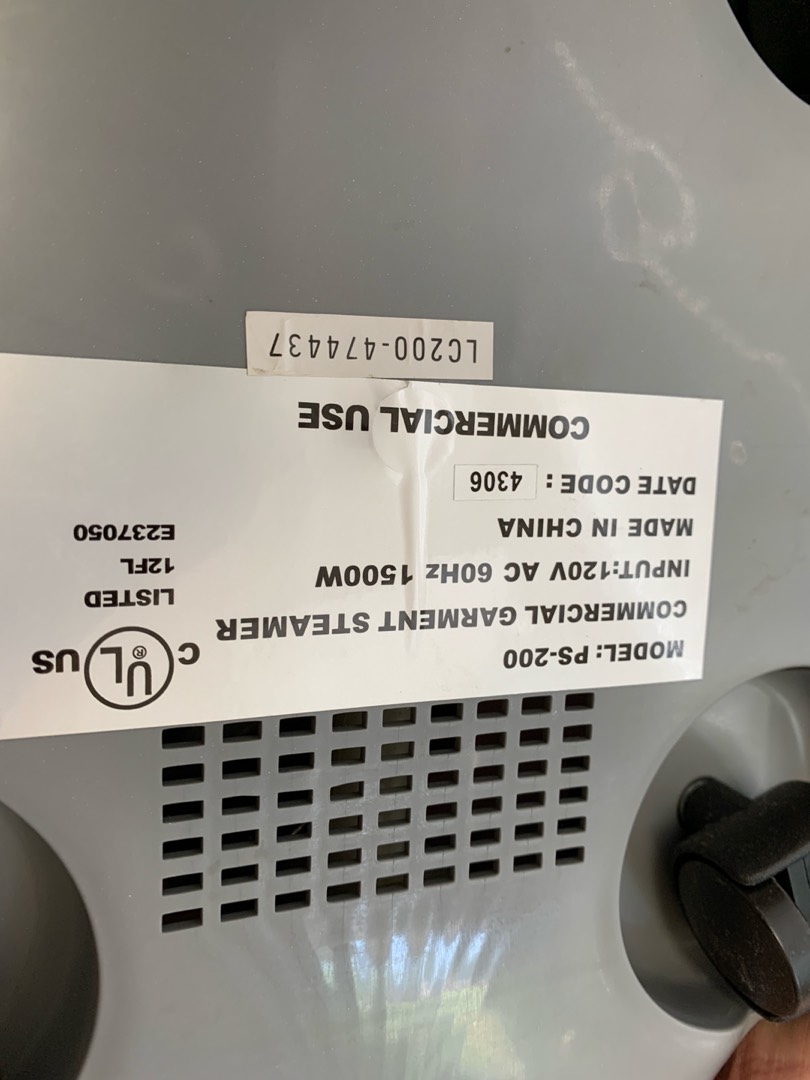 MODEL: PS-200
COMMERCIAL GARMENT STEAMER
INPUT:120V AC 60Hz 1500W
MADE IN CHINA
DATE CODE: 4306
COMMERCIAL USE
C UL® US
LISTED
12FL
E237050
LC200-474437